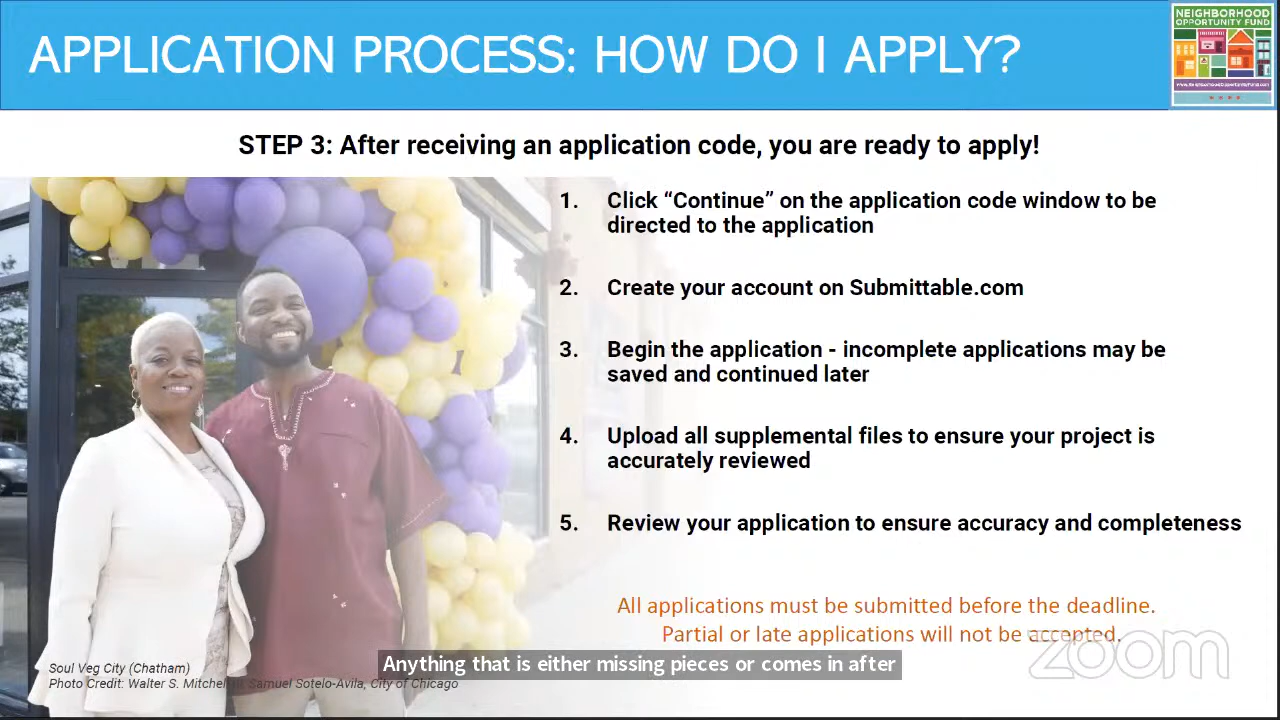 APPLICATION PROCESS: HOW DO I APPLY?
NEIGHBORHOOD
OPPORTUNITY FUND
STEP 3: After receiving an application code, you are ready to apply!
1. Click “Continue” on the application code window to be
directed to the application
2. Create your account on Submittable.com
3. Begin the application - incomplete applications may be
saved and continued later
4. Upload all supplemental files to ensure your project is
accurately reviewed
5. Review your application to ensure accuracy and completeness
All applications must be submitted before the deadline.
Partial or late applications will not be accepted.
zoom
Anything that is either missing pieces or comes in after
Soul Veg City (Chatham)
Photo Credit: Walter S. Mitchell Samuel Sotelo-Avila, City of Chicago